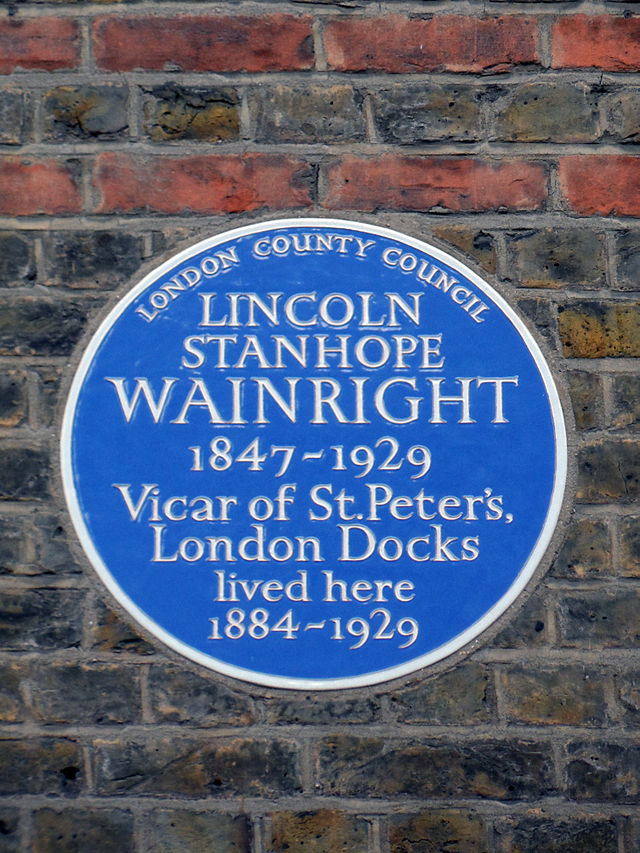 LONDON COUNTY COUNCIL
LINCOLN
STANHOPE
WAINRIGHT
1847~1929
Vicar of St.Peter's,
London Docks
lived here
1884~1929